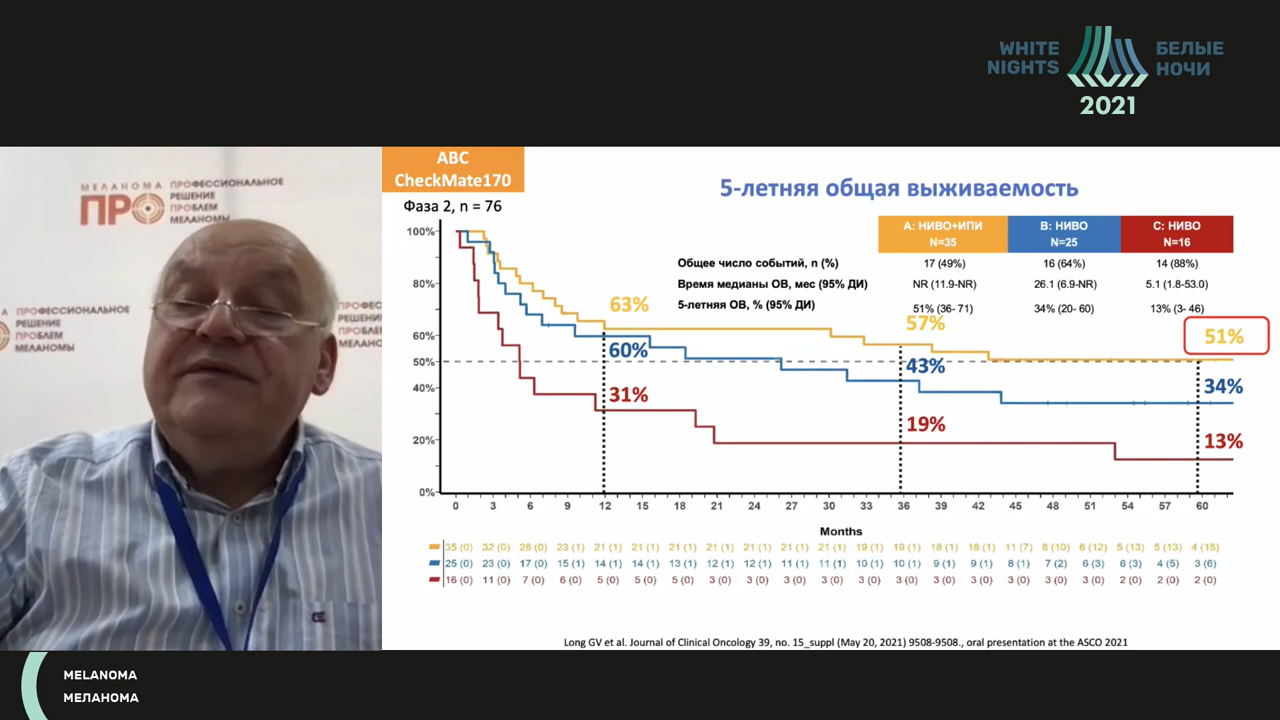 WHITE NIGHTS
БЕЛЫЕ НОЧИ
2021
МЕЛАНОМА ПРО
ПРОФЕССИОНАЛЬНОЕ
РЕШЕНИЕ
ПРОБЛЕМ
МЕЛАНОМЫ
ПРОФЕССИОНАЛЬНОЕ
РЕШЕНИЕ
ПРОБЛЕМ
МЕЛАНОМЫ
ABC
CheckMate170
5-летняя общая выживаемость
Фаза 2, n = 76
A: НИВО+ИПИ B: НИВО C: НИВО
N=35 N=25 N=16
Общее число событий, n (%) 17 (49%) 16 (64%) 14 (88%)
Время медианы ОВ, мес (95% ДИ) NR (11.9-NR) 26.1 (6.9-NR) 5.1 (1.8-53.0)
5-летняя ОВ, % (95% ДИ) 51% (36- 71) 34% (20- 60) 13% (3- 46)
100%
80%
60%
50%
40%
20%
0%
63% 57% 51%
60% 43% 34%
31% 19% 13%
0 3 6 9 12 15 18 21 24 27 30 33 36 39 42 45 48 51 54 57 60
Months
35 (0) 32 (0) 28 (0) 23 (1) 21 (1) 21 (1) 21 (1) 21 (1) 21 (1) 21 (1) 21 (1) 19 (1) 19 (1) 18 (1) 18 (1) 11 (7) 8 (10) 6 (12) 5 (13) 5 (13) 4 (15)
25 (0) 23 (0) 17 (0) 15 (1) 14 (1) 14 (1) 13 (1) 12 (1) 12 (1) 11 (1) 11 (1) 10 (1) 10 (1) 9 (1) 9 (1) 8 (1) 7 (2) 6 (3) 6 (3) 4 (5) 3 (6)
16 (0) 11 (0) 7 (0) 6 (0) 5 (0) 5 (0) 5 (0) 3 (0) 3 (0) 3 (0) 3 (0) 3 (0) 3 (0) 3 (0) 3 (0) 3 (0) 3 (0) 3 (0) 2 (0) 2 (0) 2 (0)
Long GV et al. Journal of Clinical Oncology 39, no. 15_suppl (May 20, 2021) 9508-9508., oral presentation at the ASCO 2021
MELANOMA
МЕЛАНОМА